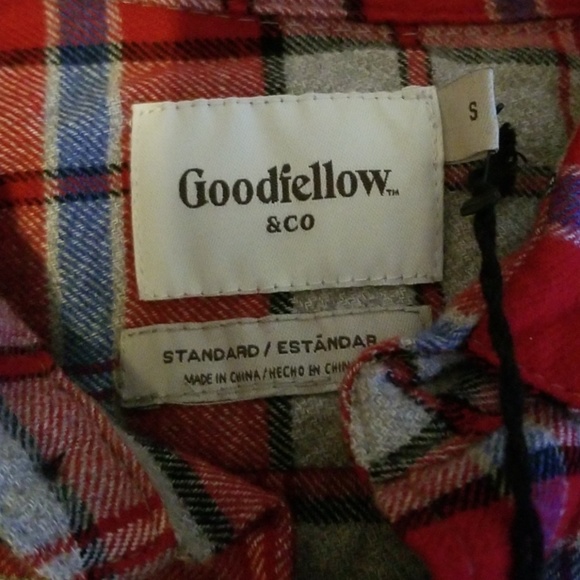 Goodfellow™
&CO
S
STANDARD / ESTÁNDAR
MADE IN CHINA / HECHO EN CHINA